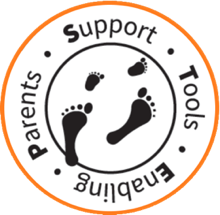 Support • Tools • Enabling • Parents •